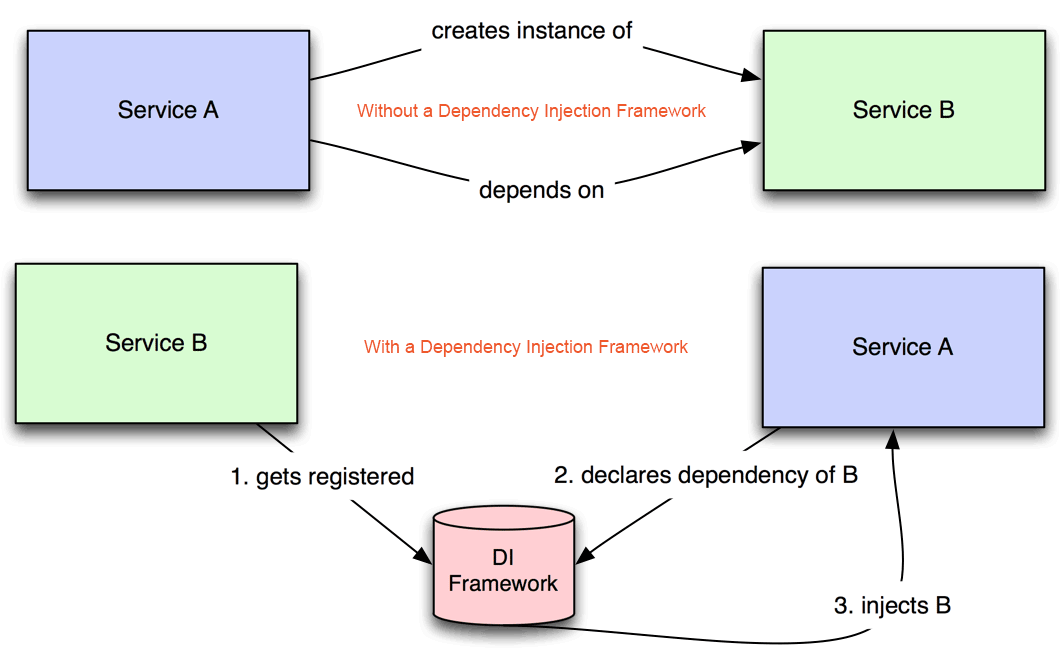 creates instance of
Service A
Without a Dependency Injection Framework
Service B
depends on
Service B
With a Dependency Injection Framework
Service A
1. gets registered
2. declares dependency of B
DI
Framework
3. injects B